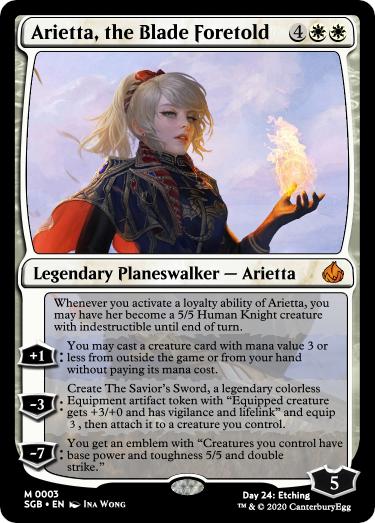 Arietta, the Blade Foretold 4
Legendary Planeswalker — Arietta
Whenever you activate a loyalty ability of Arietta, you
may have her become a 5/5 Human Knight creature
with indestructible until end of turn.
+1: You may cast a creature card with mana value 3 or
less from outside the game or from your hand
without paying its mana cost.
Create The Savior's Sword, a legendary colorless
-3: Equipment artifact token with “Equipped creature
gets +3/+0 and has vigilance and lifelink” and equip
3 , then attach it to a creature you control.
-7: You get an emblem with “Creatures you control have
base power and toughness 5/5 and double
strike.”
5
M 0003
SGB • EN Ina Wong
Day 24: Etching
™ & © 2020 CanterburyEgg